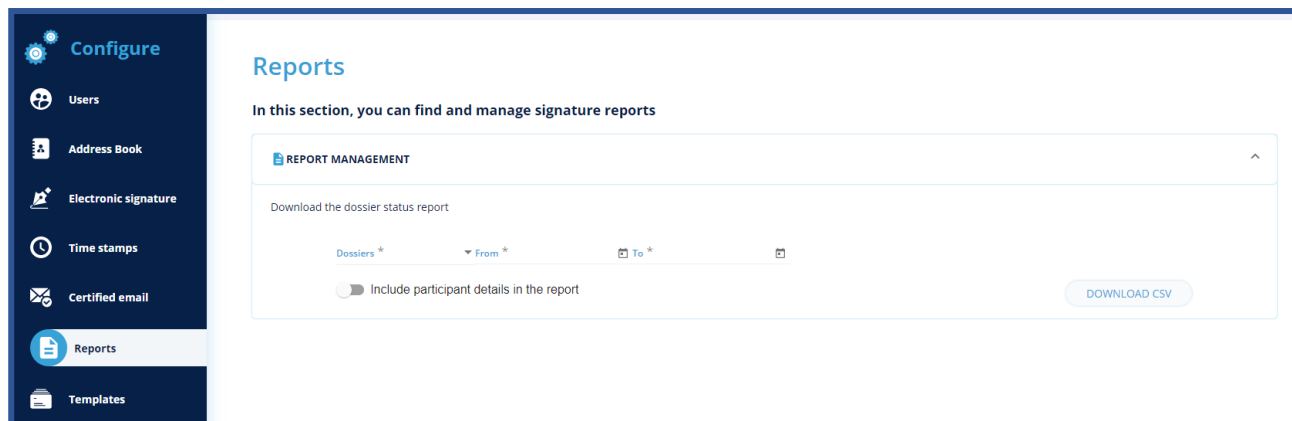 Configure
Users
Address Book
Electronic signature
Time stamps
Certified email
Reports
Templates
Reports
In this section, you can find and manage signature reports
REPORT MANAGEMENT
Download the dossier status report
Dossiers * From * To *
Include participant details in the report
DOWNLOAD CSV